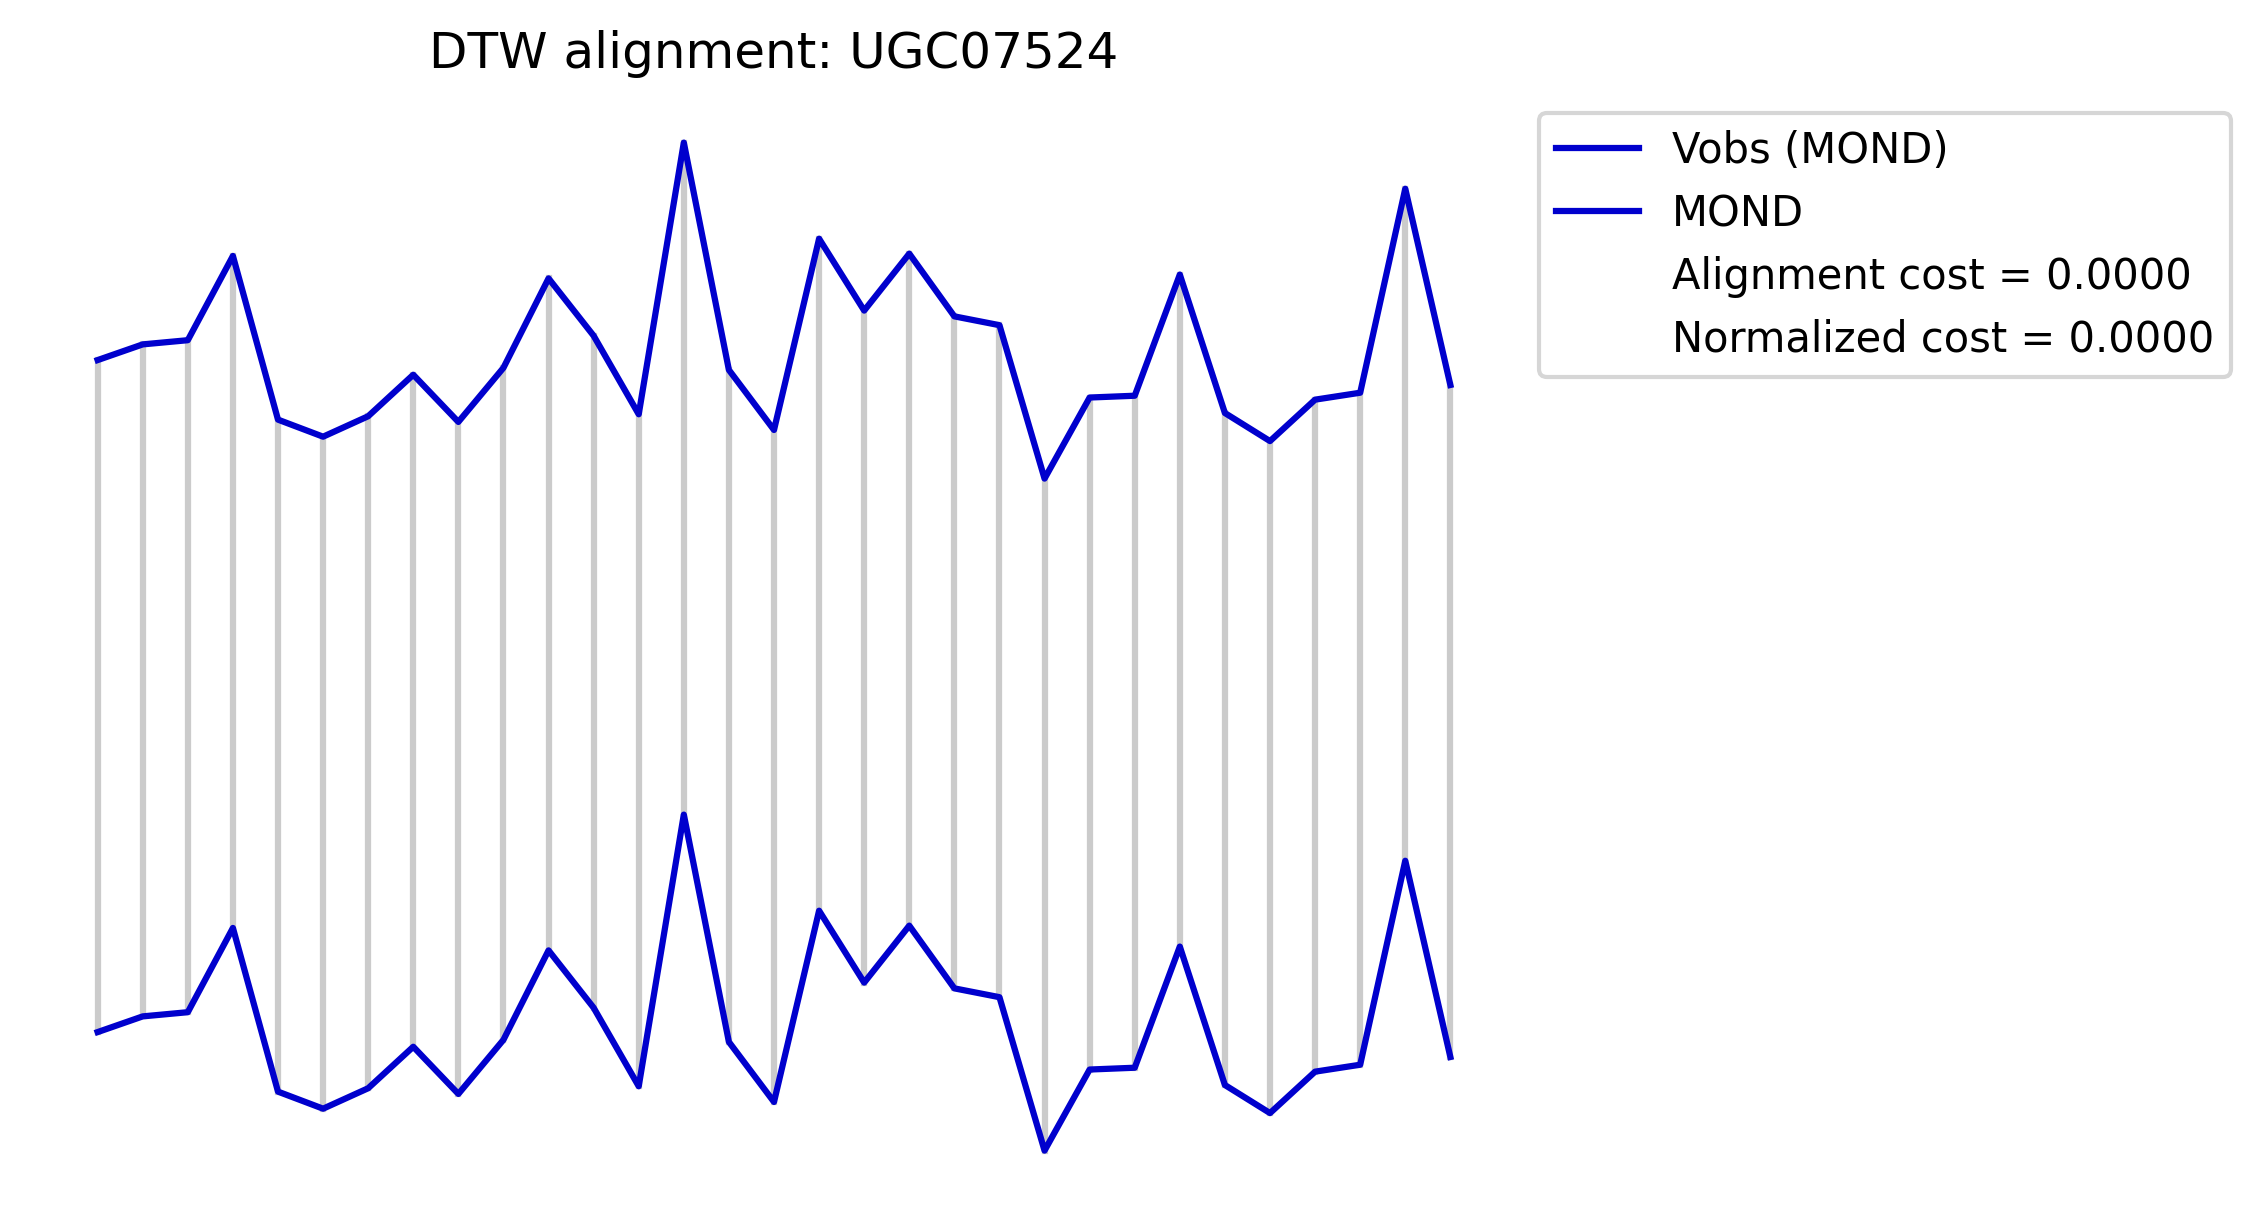 DTW alignment: UGC07524
Vobs (MOND)
MOND
Alignment cost = 0.0000
Normalized cost = 0.0000